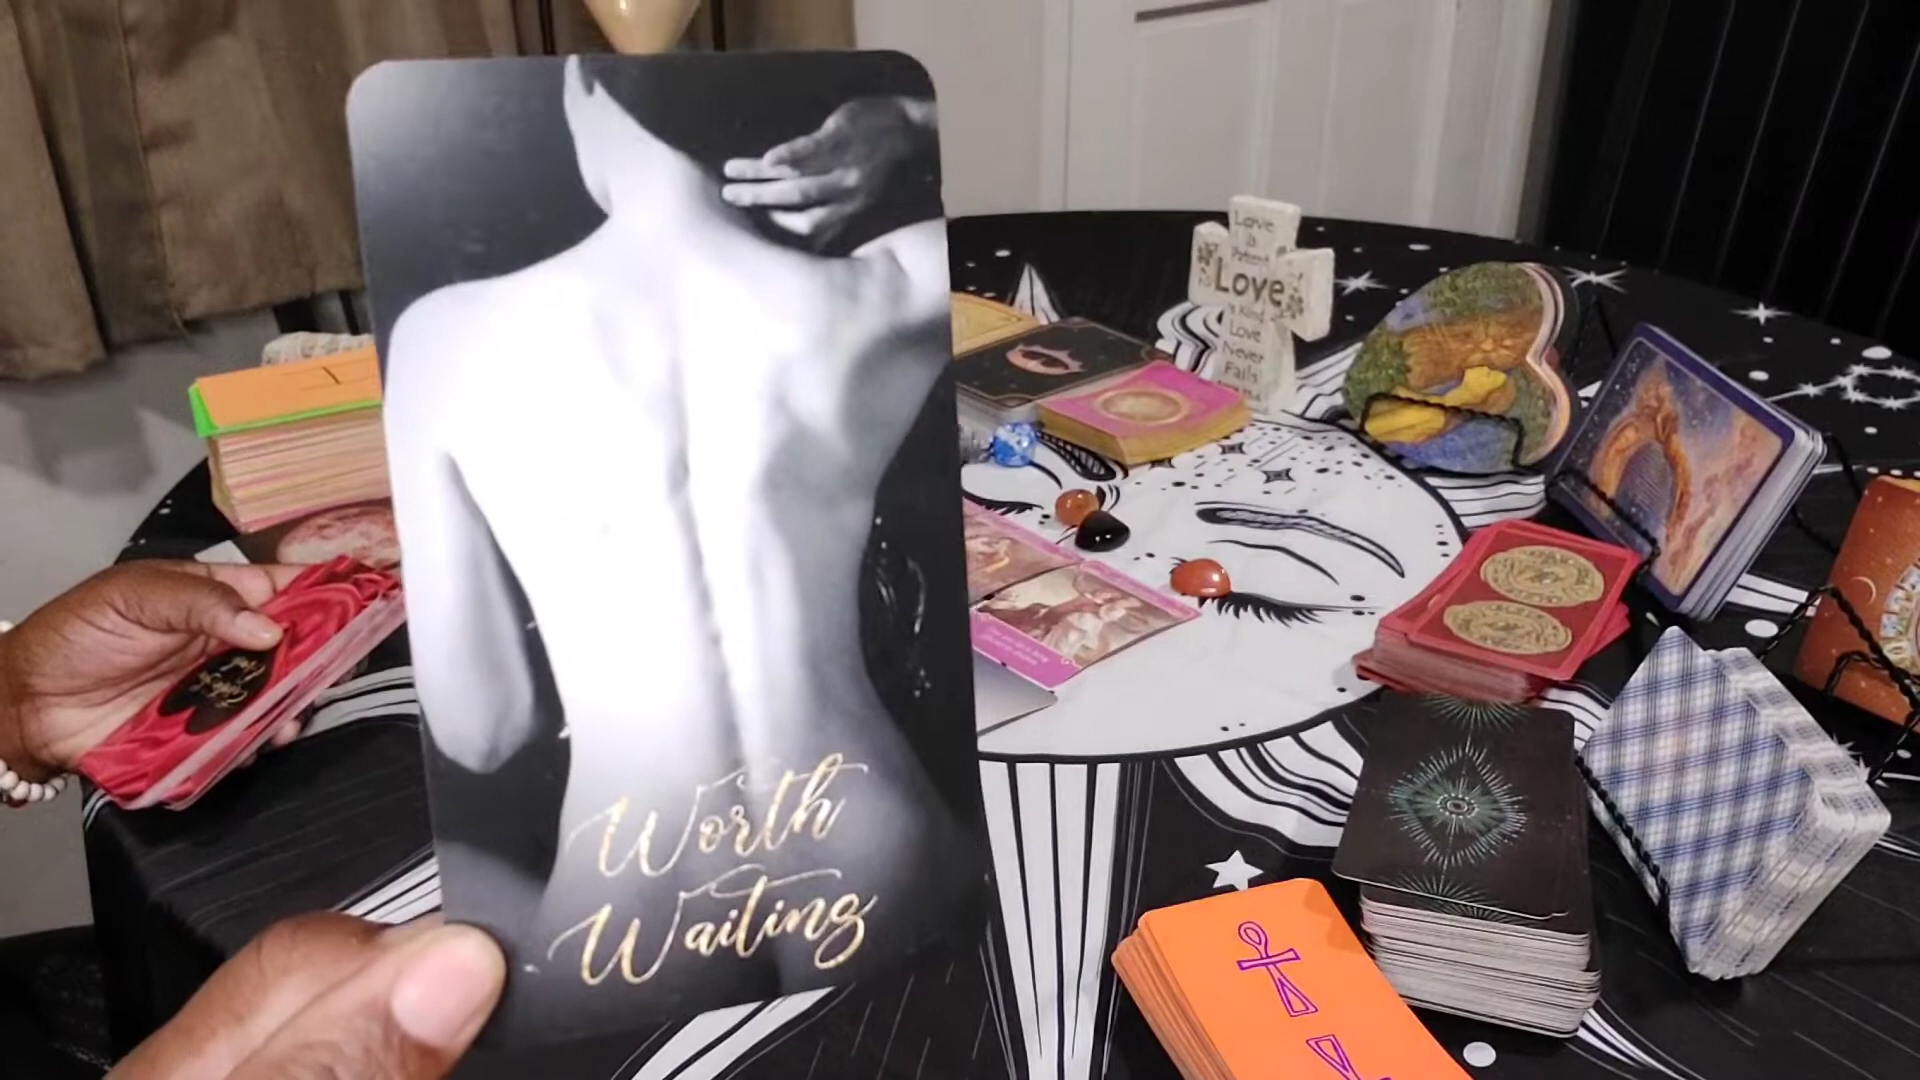 Worth
Waiting
Love
is
Patient
Love
is Kind
Love
Never
Fails